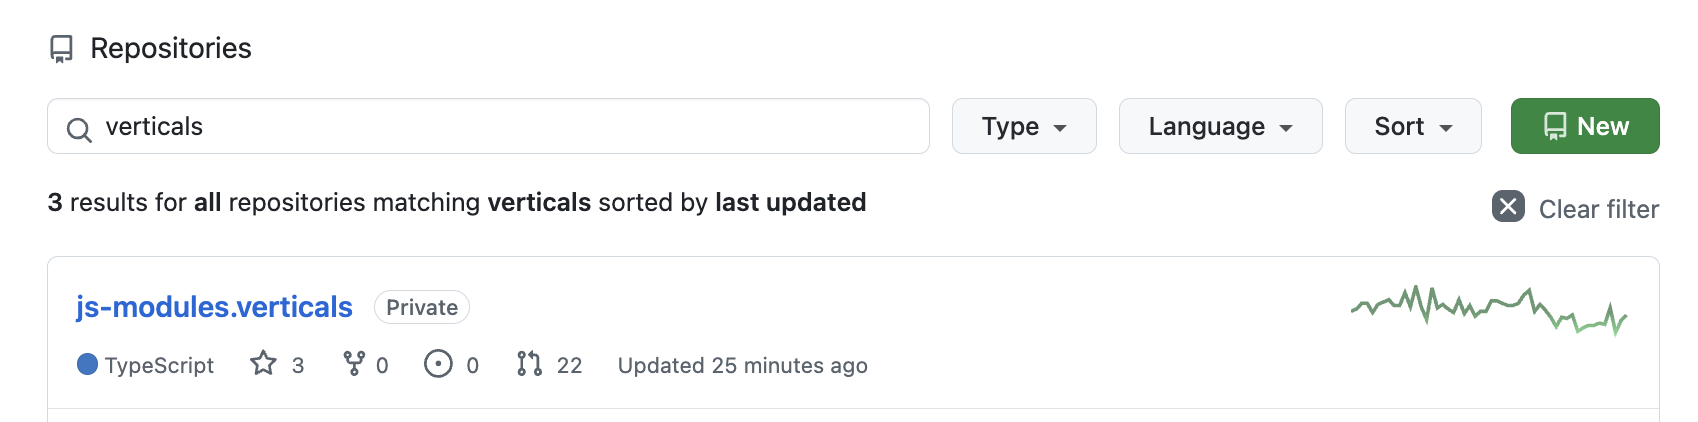 Repositories
verticals
Type
Language
Sort
New
3 results for all repositories matching verticals sorted by last updated
Clear filter
js-modules.verticals Private
TypeScript 3 0 0 22 Updated 25 minutes ago